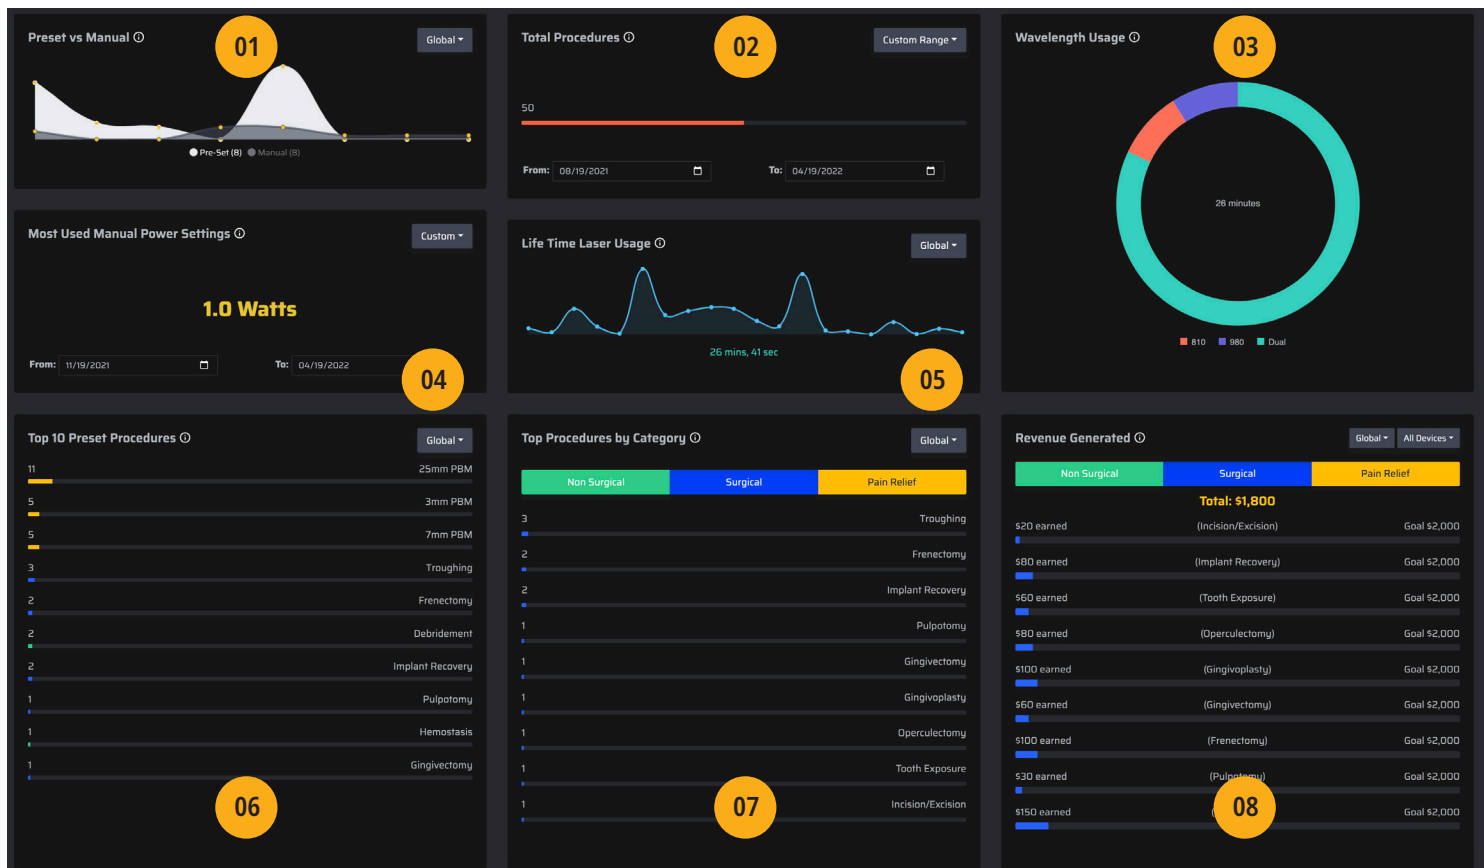 Preset vs Manual
01
Global
Pre-Set (8) Manual (8)
Total Procedures
02
Custom Range
50
From: 08/19/2021 To: 04/19/2022
Wavelength Usage
03
26 minutes
810 980 Dual
Most Used Manual Power Settings
Custom
1.0 Watts
From: 11/19/2021 To: 04/19/2022
04
Life Time Laser Usage
Global
26 mins, 41 sec
05
Top 10 Preset Procedures
Global
11 25mm PBM
5 3mm PBM
5 7mm PBM
3 Troughing
2 Frenectomy
2 Debridement
2 Implant Recovery
1 Pulpotomy
1 Hemostasis
1 Gingivectomy
06
Top Procedures by Category
Global
Non Surgical Surgical Pain Relief
3 Troughing
2 Frenectomy
2 Implant Recovery
1 Pulpotomy
1 Gingivectomy
1 Gingivoplasty
1 Operculectomy
1 Tooth Exposure
1 Incision/Excision
07
Revenue Generated
Global All Devices
Non Surgical Surgical Pain Relief
Total: $1,800
$20 earned (Incision/Excision) Goal $2,000
$80 earned (Implant Recovery) Goal $2,000
$60 earned (Tooth Exposure) Goal $2,000
$80 earned (Operculectomy) Goal $2,000
$100 earned (Gingivoplasty) Goal $2,000
$60 earned (Gingivectomy) Goal $2,000
$100 earned (Frenectomy) Goal $2,000
$30 earned (Pulpotomy) Goal $2,000
$150 earned Goal $2,000
08